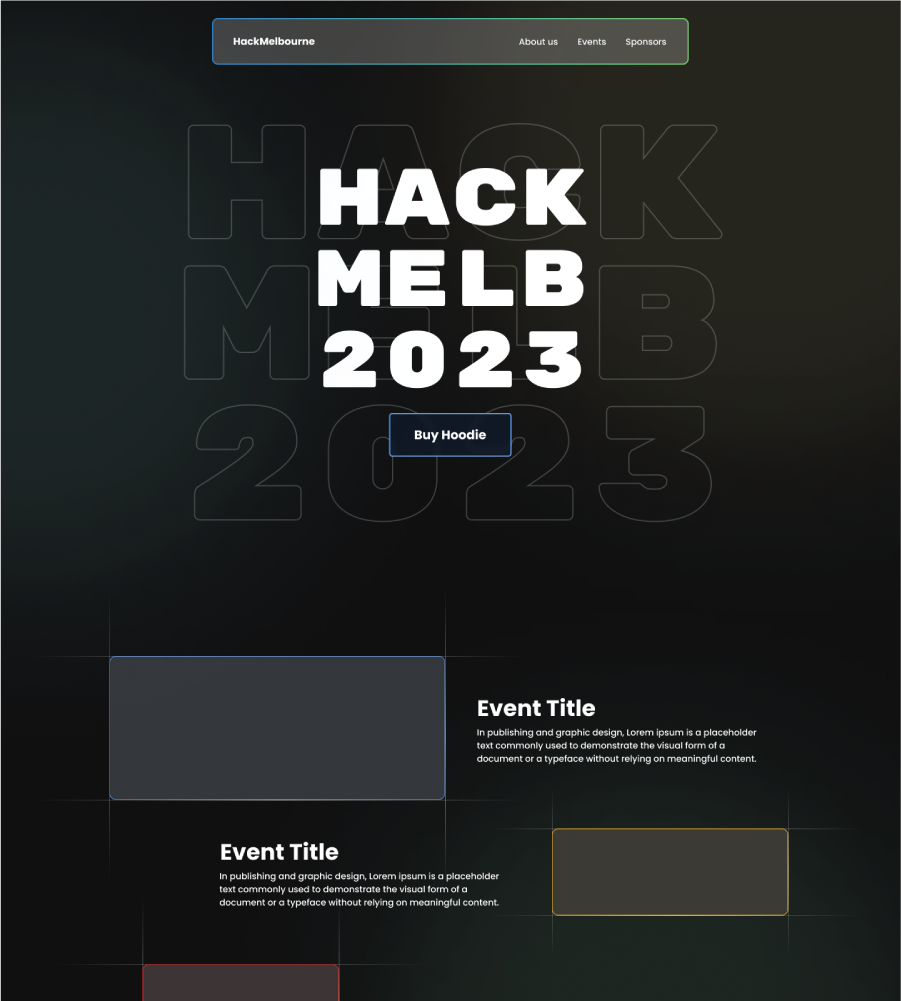 HackMelbourne About us Events Sponsors
HACK
MELB
2023
HACK
MELB
2023
Buy Hoodie
Event Title
In publishing and graphic design, Lorem ipsum is a placeholder
text commonly used to demonstrate the visual form of a
document or a typeface without relying on meaningful content.
Event Title
In publishing and graphic design, Lorem ipsum is a placeholder
text commonly used to demonstrate the visual form of a
document or a typeface without relying on meaningful content.